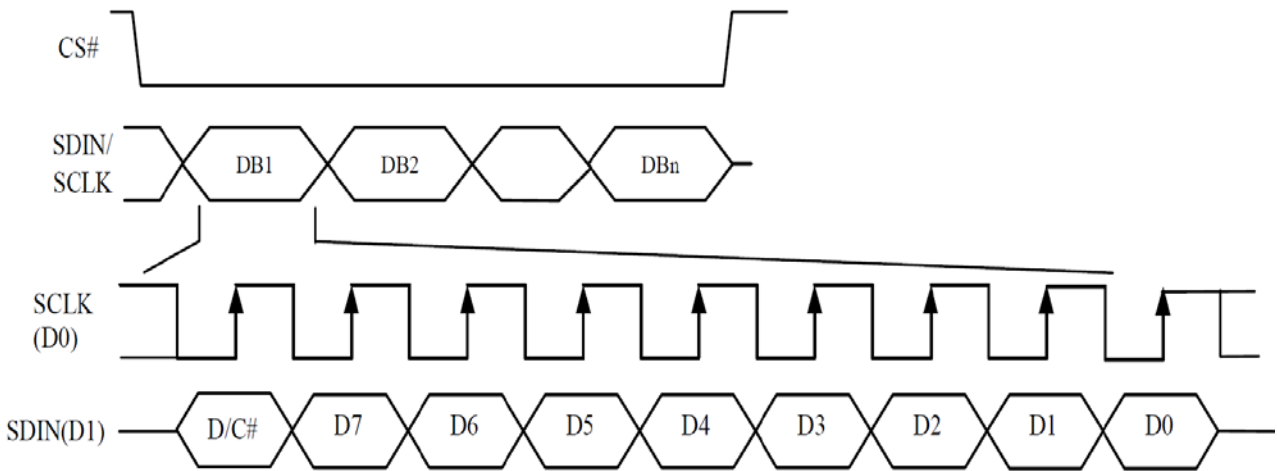 CS#
SDIN/
SCLK
DB1 DB2 DBn
SCLK
(D0)
SDIN(D1) D/C# D7 D6 D5 D4 D3 D2 D1 D0